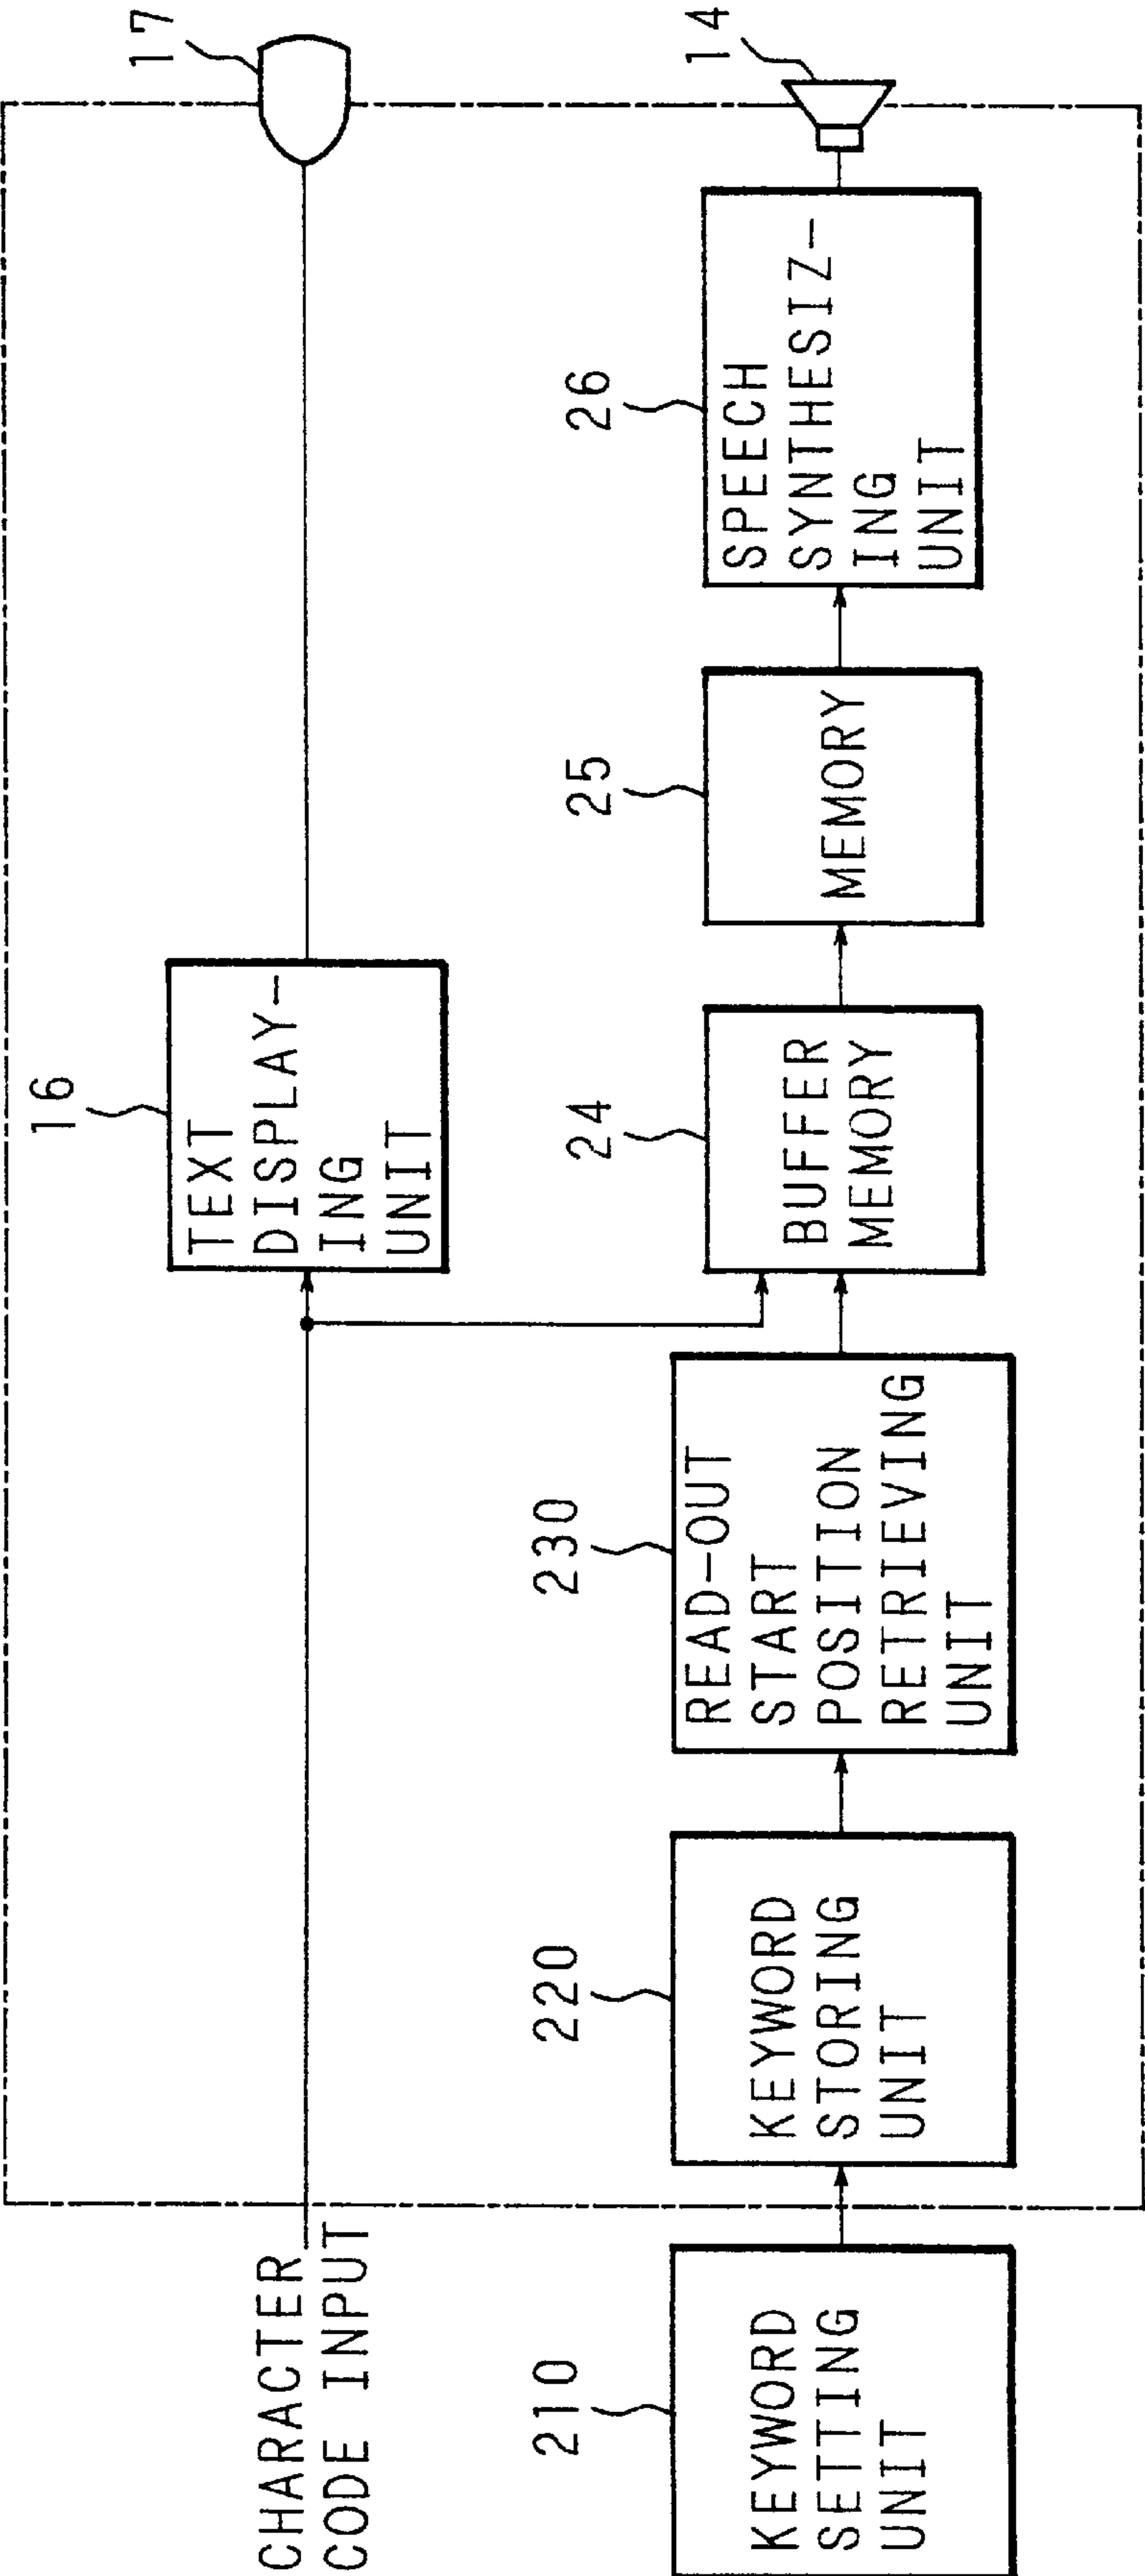 CHARACTER
CODE INPUT
16
TEXT
DISPLAY-
ING
UNIT
17
210
KEYWORD
SETTING
UNIT
220
KEYWORD
STORING
UNIT
230
READ-OUT
START
POSITION
RETRIEVING
UNIT
24
BUFFER
MEMORY
25
MEMORY
26
SPEECH
SYNTHESIZ-
ING
UNIT
14